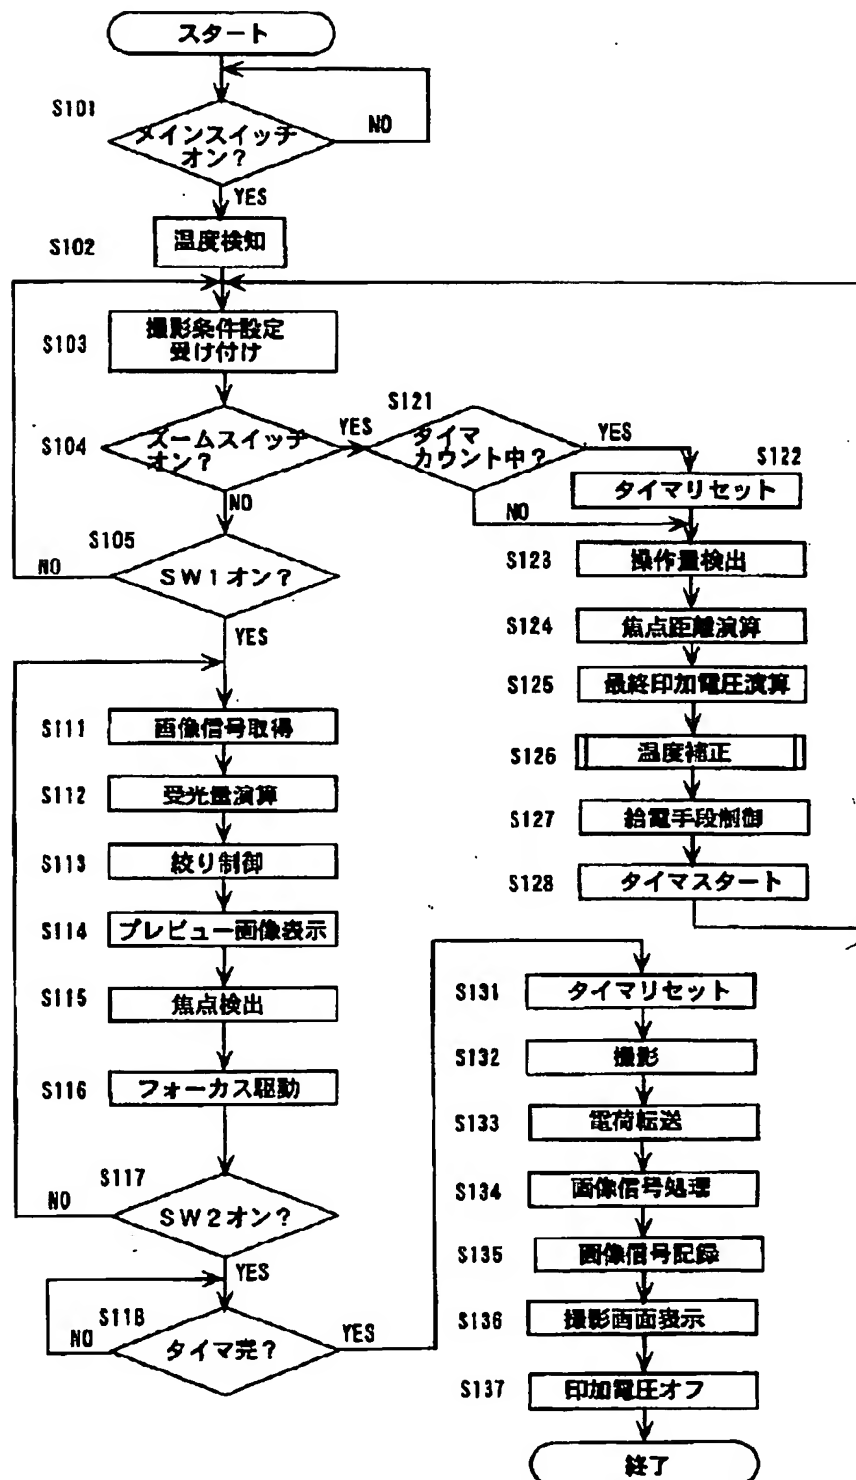 スタート
S101
メインスイッチ
オン？
NO
YES
S102
温度検知
S103
撮影条件設定
受け付け
S104
ズームスイッチ
オン？
YES
NO
S105
SW1オン？
NO
YES
S111
画像信号取得
S112
受光量演算
S113
絞り制御
S114
プレビュー画像表示
S115
焦点検出
S116
フォーカス駆動
S117
SW2オン？
NO
YES
S118
タイマ完？
NO
YES
S121
タイマ
カウント中？
YES
NO
S122
タイマリセット
S123
操作量検出
S124
焦点距離演算
S125
最終印加電圧演算
S126
温度補正
S127
給電手段制御
S128
タイマスタート
S131
タイマリセット
S132
撮影
S133
電荷転送
S134
画像信号処理
S135
画像信号記録
S136
撮影画面表示
S137
印加電圧オフ
終了